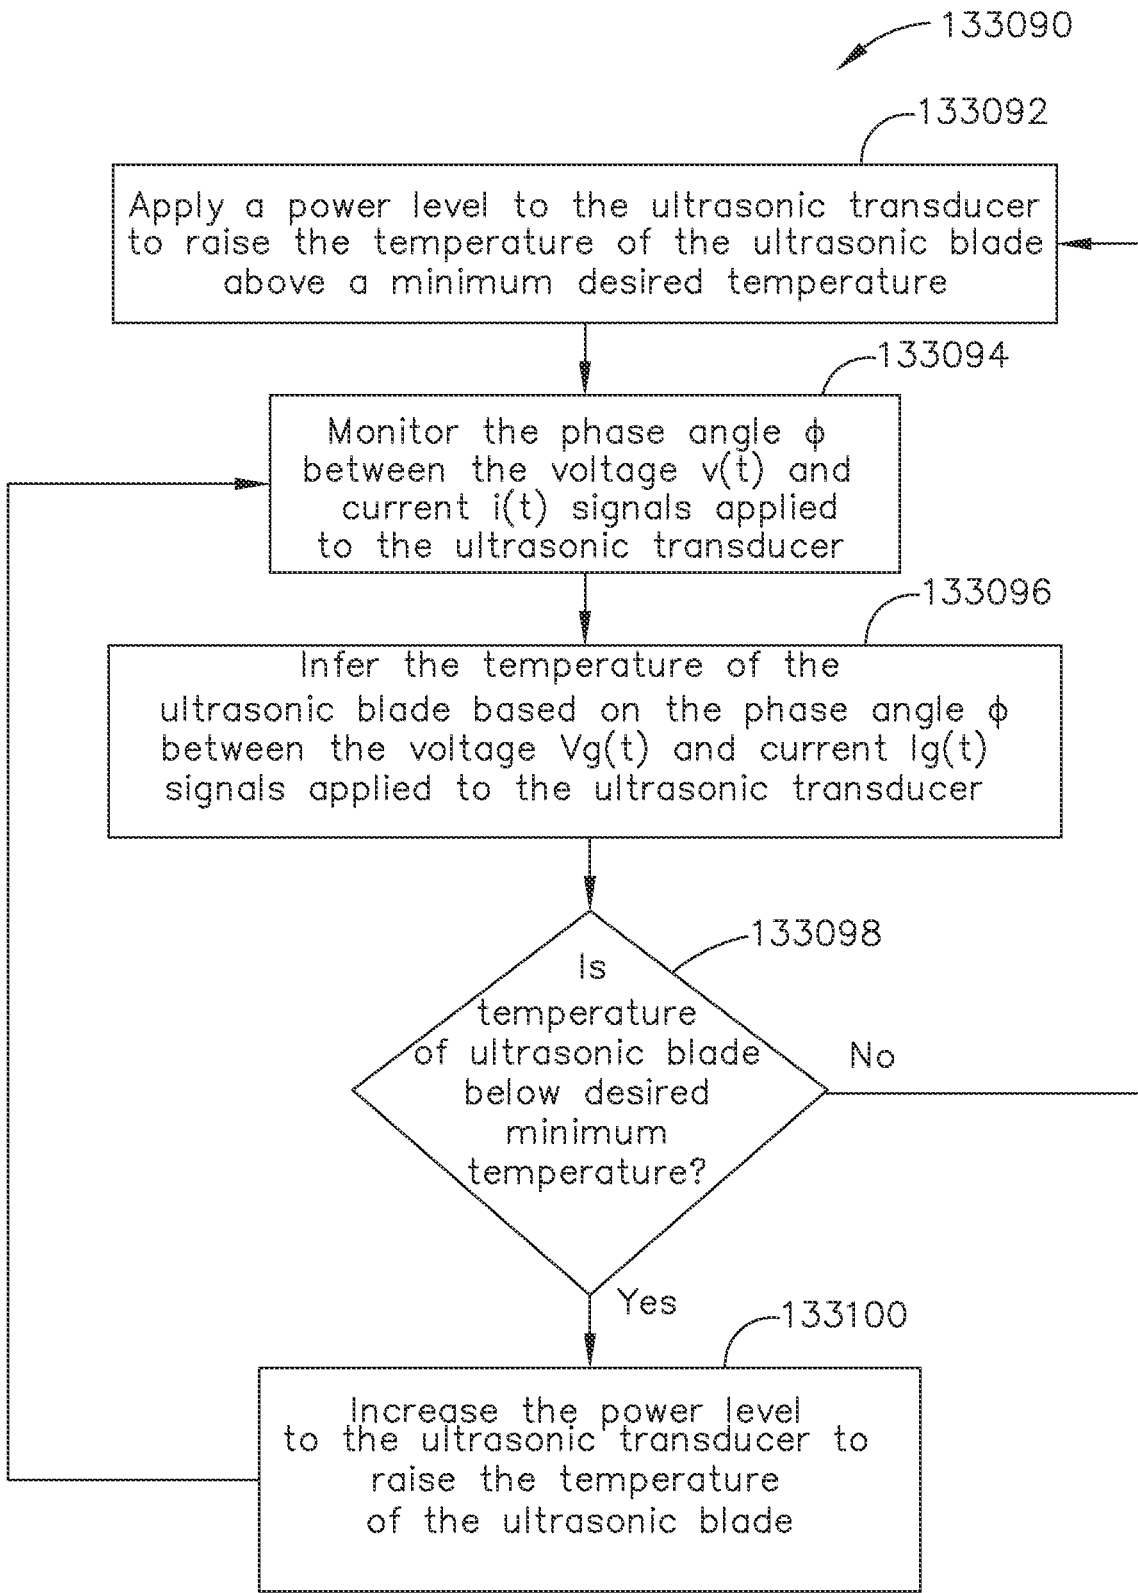 133090
133092
Apply a power level to the ultrasonic transducer
to raise the temperature of the ultrasonic blade
above a minimum desired temperature
133094
Monitor the phase angle ϕ
between the voltage v(t) and
current i(t) signals applied
to the ultrasonic transducer
133096
Infer the temperature of the
ultrasonic blade based on the phase angle ϕ
between the voltage Vg(t) and current Ig(t)
signals applied to the ultrasonic transducer
133098
Is
temperature
of ultrasonic blade
below desired
minimum
temperature?
No
Yes
133100
Increase the power level
to the ultrasonic transducer to
raise the temperature
of the ultrasonic blade